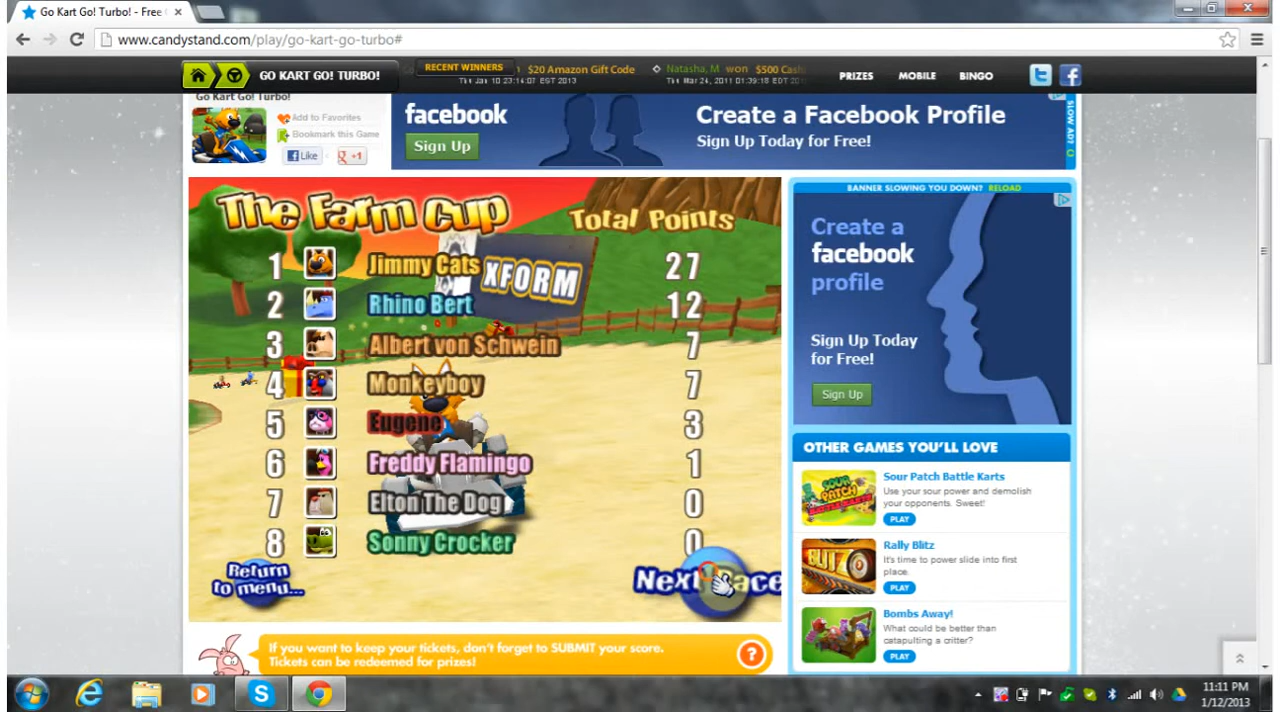 Go Kart Go! Turbo! - Free
www.candystand.com/play/go-kart-go-turbo#
GO KART GO! TURBO!
RECENT WINNERS
$20 Amazon Gift Code
Natasha, M won $500 Cash
PRIZES
MOBILE
BINGO
Go Kart Go! Turbo!
Add to Favorites
Bookmark this Game
Like
+1
facebook
Sign Up
Create a Facebook Profile
Sign Up Today for Free!
SLOW AD?
The Farm Cup
Total Points
1 Jimmy Cats 27
XFORM
2 Rhino Bert 12
3 Albert von Schwein 7
4 Monkeyboy 7
5 Eugene 3
6 Freddy Flamingo 1
7 Elton The Dog 0
8 Sonny Crocker 0
Return
to menu...
Next Race
If you want to keep your tickets, don't forget to SUBMIT your score.
Tickets can be redeemed for prizes!
?
BANNER SLOWING YOU DOWN? RELOAD
Create a
facebook
profile
Sign Up Today
for Free!
Sign Up
OTHER GAMES YOU'LL LOVE
SOUR PATCH
Sour Patch Battle Karts
Use your sour power and demolish
your opponents. Sweet!
PLAY
BLITZ
Rally Blitz
It's time to power slide into first
place.
PLAY
Bombs Away!
What could be better than
catapulting a critter?
PLAY
11:11 PM
1/12/2013